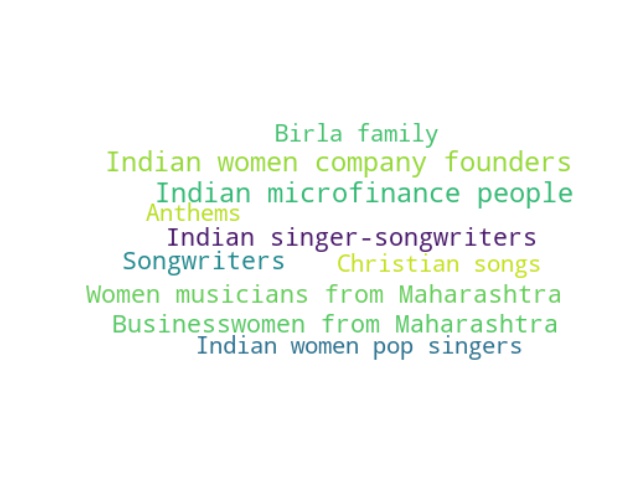 Birla family
Indian women company founders
Indian microfinance people
Anthems
Indian singer-songwriters
Songwriters
Christian songs
Women musicians from Maharashtra
Businesswomen from Maharashtra
Indian women pop singers